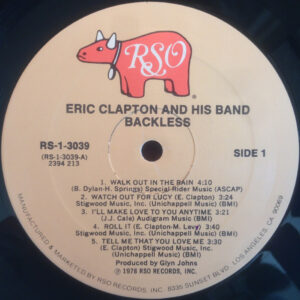 RSO
ERIC CLAPTON AND HIS BAND
BACKLESS
RS-1-3039
(RS-1-3039-A)
2394 213
SIDE 1
1. WALK OUT IN THE RAIN 4:10
(B. Dylan-H. Springs) Special Rider Music (ASCAP)
2. WATCH OUT FOR LUCY (E. Clapton) 3:24
Stigwood Music, Inc. (Unichappell Music) (BMI)
3. I'LL MAKE LOVE TO YOU ANYTIME 3:21
(J.J. Cale) Audigram Music (BMI)
4. ROLL IT (E. Clapton-M. Levy) 3:40
Stigwood Music, Inc. (Unichappell Music) (BMI)
5. TELL ME THAT YOU LOVE ME 3:30
(E. Clapton) Stigwood Music, Inc.
(Unichappell Music) (BMI)
Produced by Glyn Johns
℗ 1978 RSO RECORDS, INC.
MANUFACTURED & MARKETED BY RSO RECORDS, INC. 8335 SUNSET BLVD. LOS ANGELES, CA. 90069